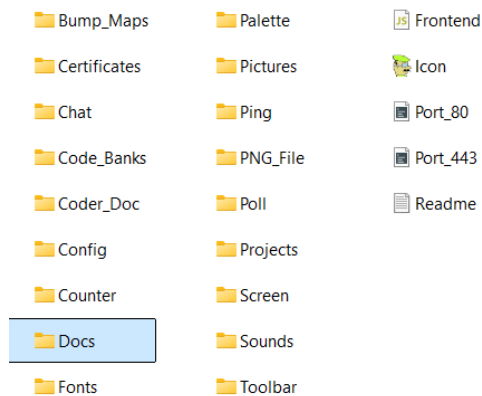 Bump_Maps
Certificates
Chat
Code_Banks
Coder_Doc
Config
Counter
Docs
Fonts
Palette
Pictures
Ping
PNG_File
Poll
Projects
Screen
Sounds
Toolbar
JS Frontend
Icon
Port_80
Port_443
Readme